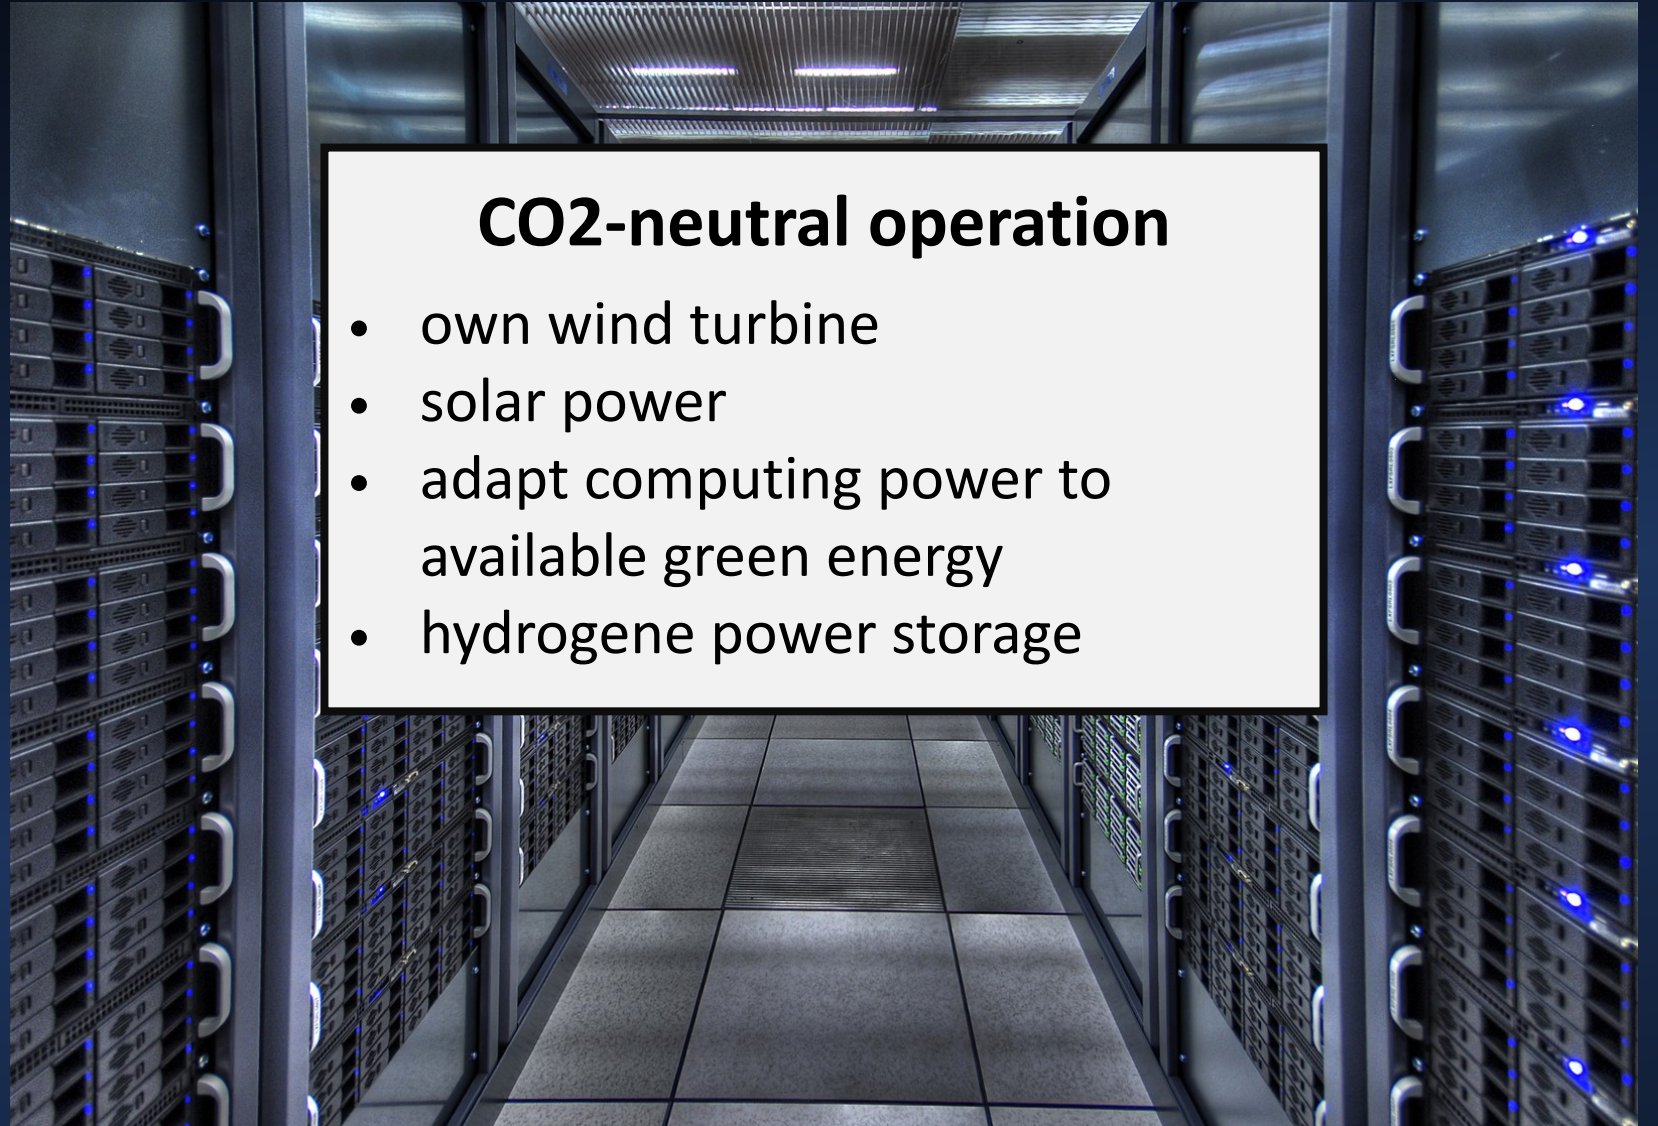 CO2-neutral operation
• own wind turbine
• solar power
• adapt computing power to
available green energy
• hydrogene power storage